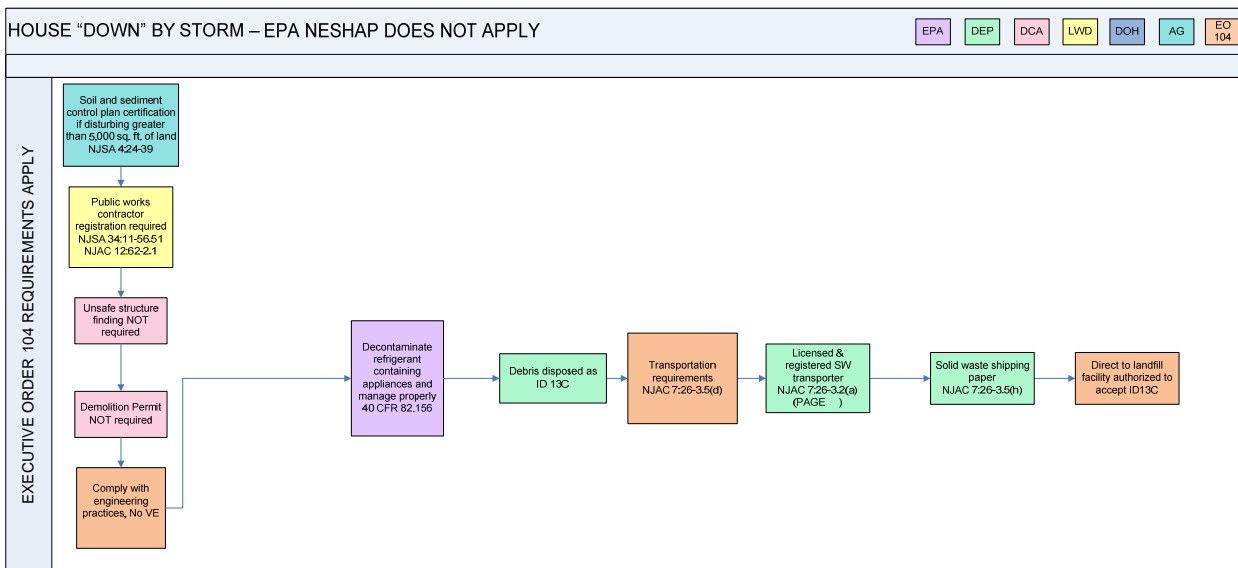 HOUSE “DOWN” BY STORM – EPA NESHAP DOES NOT APPLY
EPA
DEP
DCA
LWD
DOH
AG
EO
104
EXECUTIVE ORDER 104 REQUIREMENTS APPLY
Soil and sediment
control plan certification
if disturbing greater
than 5,000 sq. ft. of land
NJSA 4:24-39
Public works
contractor
registration required
NJSA 34:11-56.51
NJAC 12:62-2.1
Unsafe structure
finding NOT
required
Demolition Permit
NOT required
Comply with
engineering
practices, No VE
Decontaminate
refrigerant
containing
appliances and
manage properly
40 CFR 82.156
Debris disposed as
ID 13C
Transportation
requirements
NJAC 7:26-3.5(d)
Licensed &
registered SW
transporter
NJAC 7:26-3.2(a)
(PAGE )
Solid waste shipping
paper
NJAC 7:26-3.5(h)
Direct to landfill
facility authorized to
accept ID13C